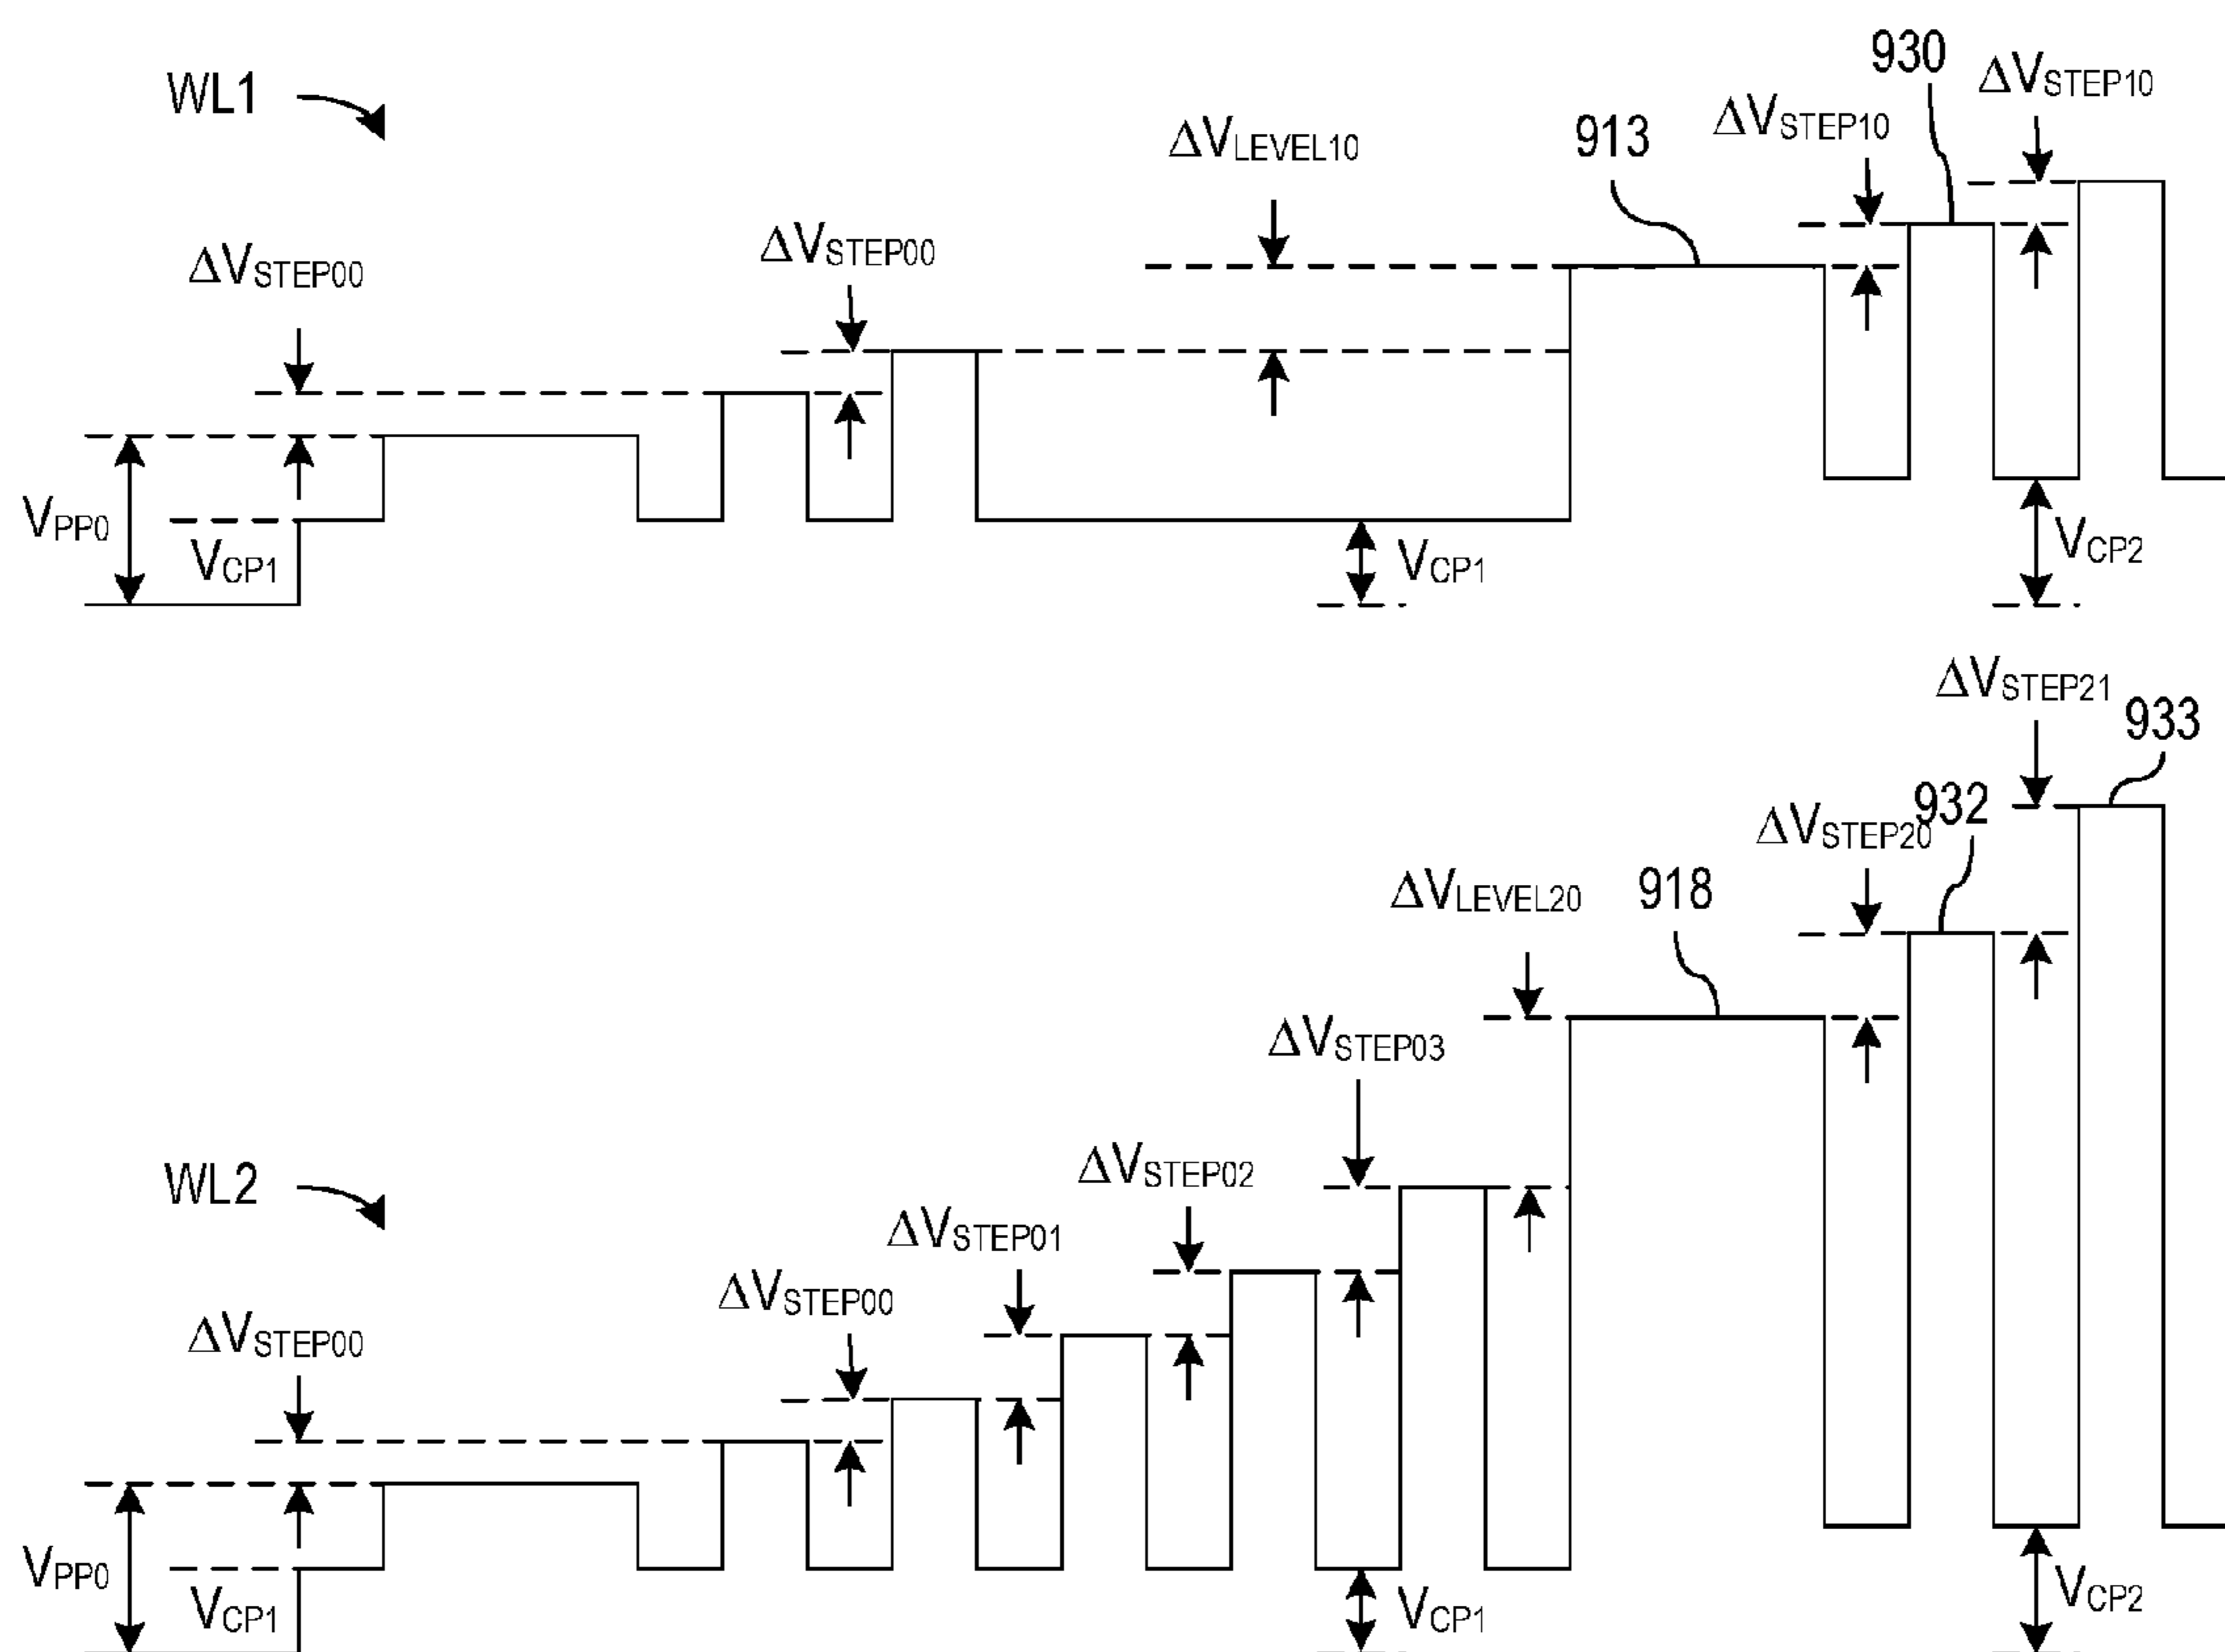 930
ΔVSTEP10
WL1
ΔVSTEP10
913
ΔVLEVEL10
ΔVSTEP00
ΔVSTEP00
VPP0
VCP1
VCP1
VCP2
ΔVSTEP21
933
932
ΔVSTEP20
ΔVLEVEL20
918
ΔVSTEP03
WL2
ΔVSTEP02
ΔVSTEP01
ΔVSTEP00
ΔVSTEP00
VPP0
VCP1
VCP1
VCP2